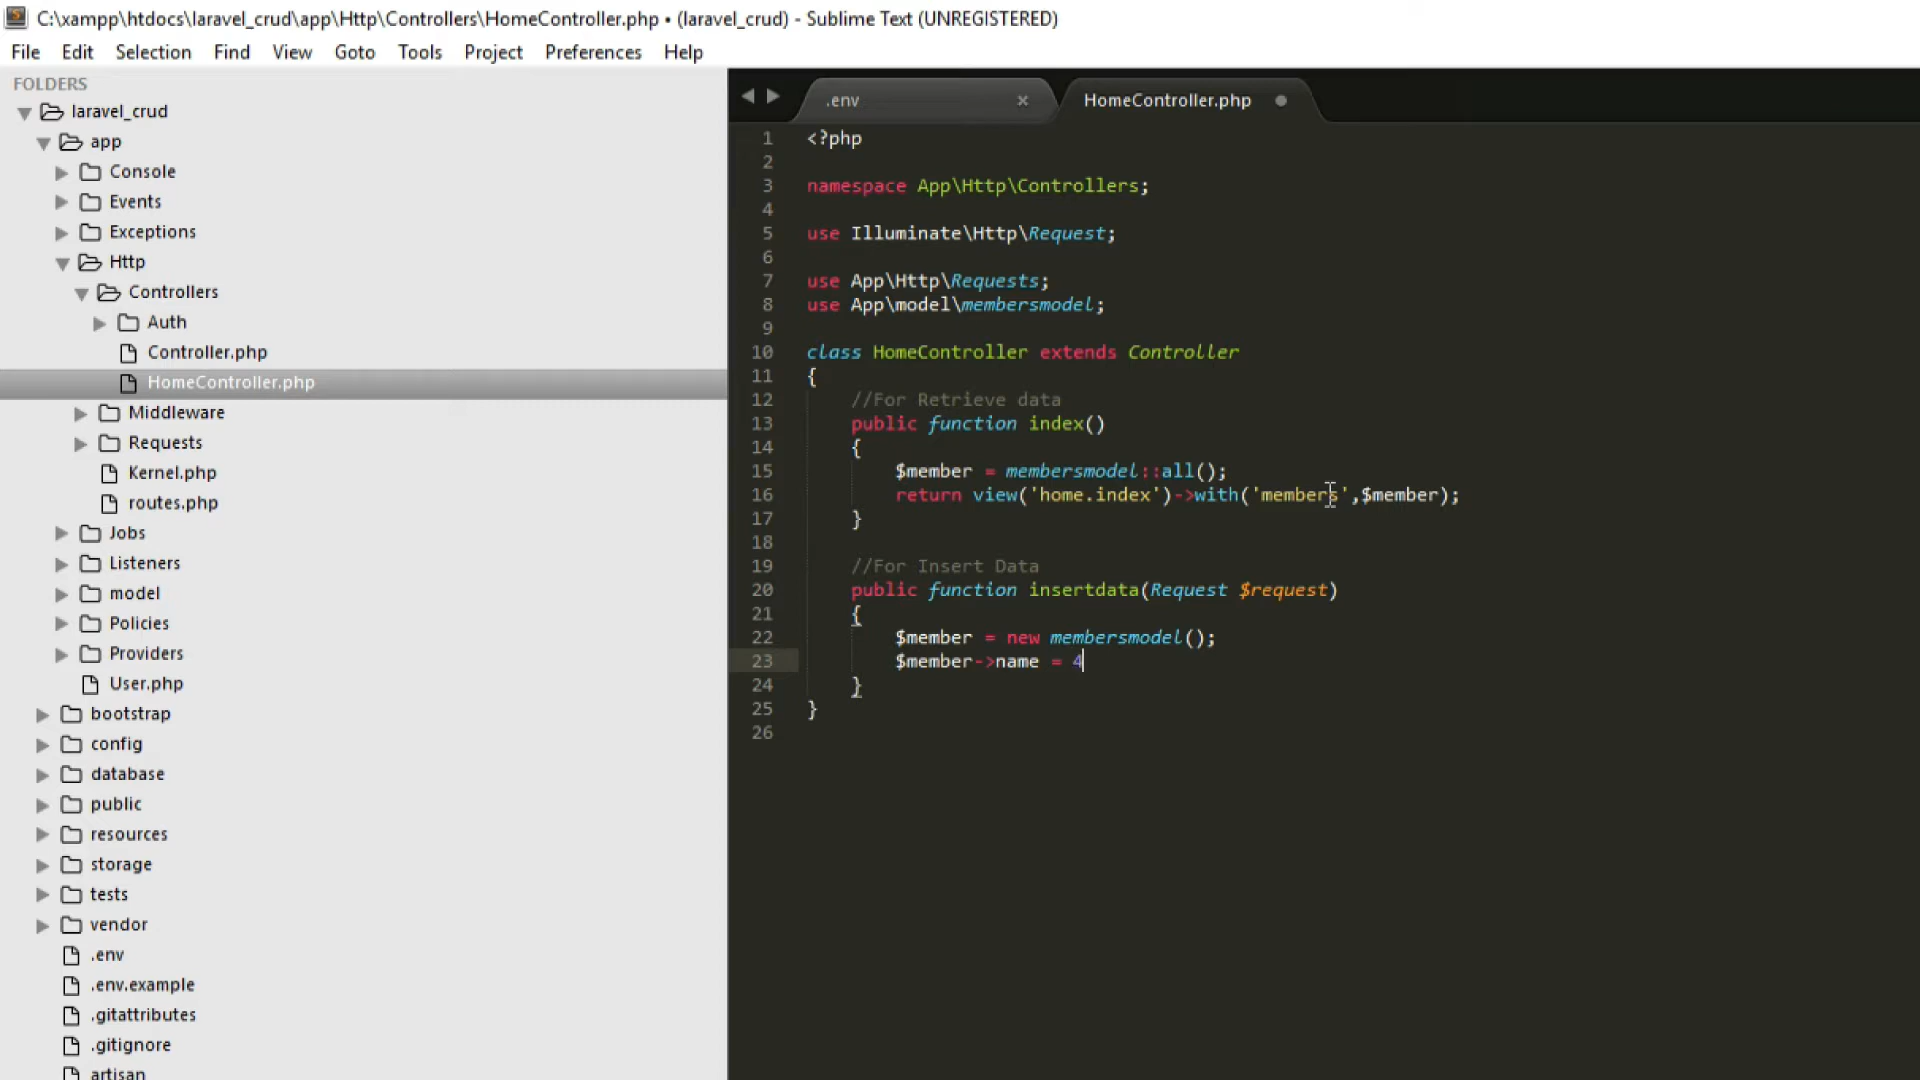 C:\xampp\htdocs\laravel_crud\app\Http\Controllers\HomeController.php • (laravel_crud) - Sublime Text (UNREGISTERED)
File Edit Selection Find View Goto Tools Project Preferences Help
FOLDERS
laravel_crud
app
Console
Events
Exceptions
Http
Controllers
Auth
Controller.php
HomeController.php
Middleware
Requests
Kernel.php
routes.php
Jobs
Listeners
model
Policies
Providers
User.php
bootstrap
config
database
public
resources
storage
tests
vendor
.env
.env.example
.gitattributes
.gitignore
artisan
.env × HomeController.php
1 <?php
2
3 namespace App\Http\Controllers;
4
5 use Illuminate\Http\Request;
6
7 use App\Http\Requests;
8 use App\model\membersmodel;
9
10 class HomeController extends Controller
11 {
12 //For Retrieve data
13 public function index()
14 {
15 $member = membersmodel::all();
16 return view('home.index')->with('members',$member);
17 }
18
19 //For Insert Data
20 public function insertdata(Request $request)
21 {
22 $member = new membersmodel();
23 $member->name = 4
24 }
25 }
26